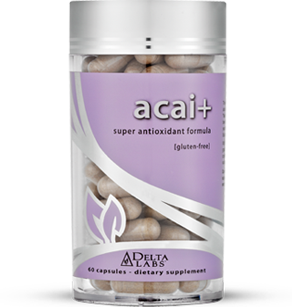 acai+
super antioxidant formula
[gluten-free]
DELTA
LABS
60 capsules - dietary supplement